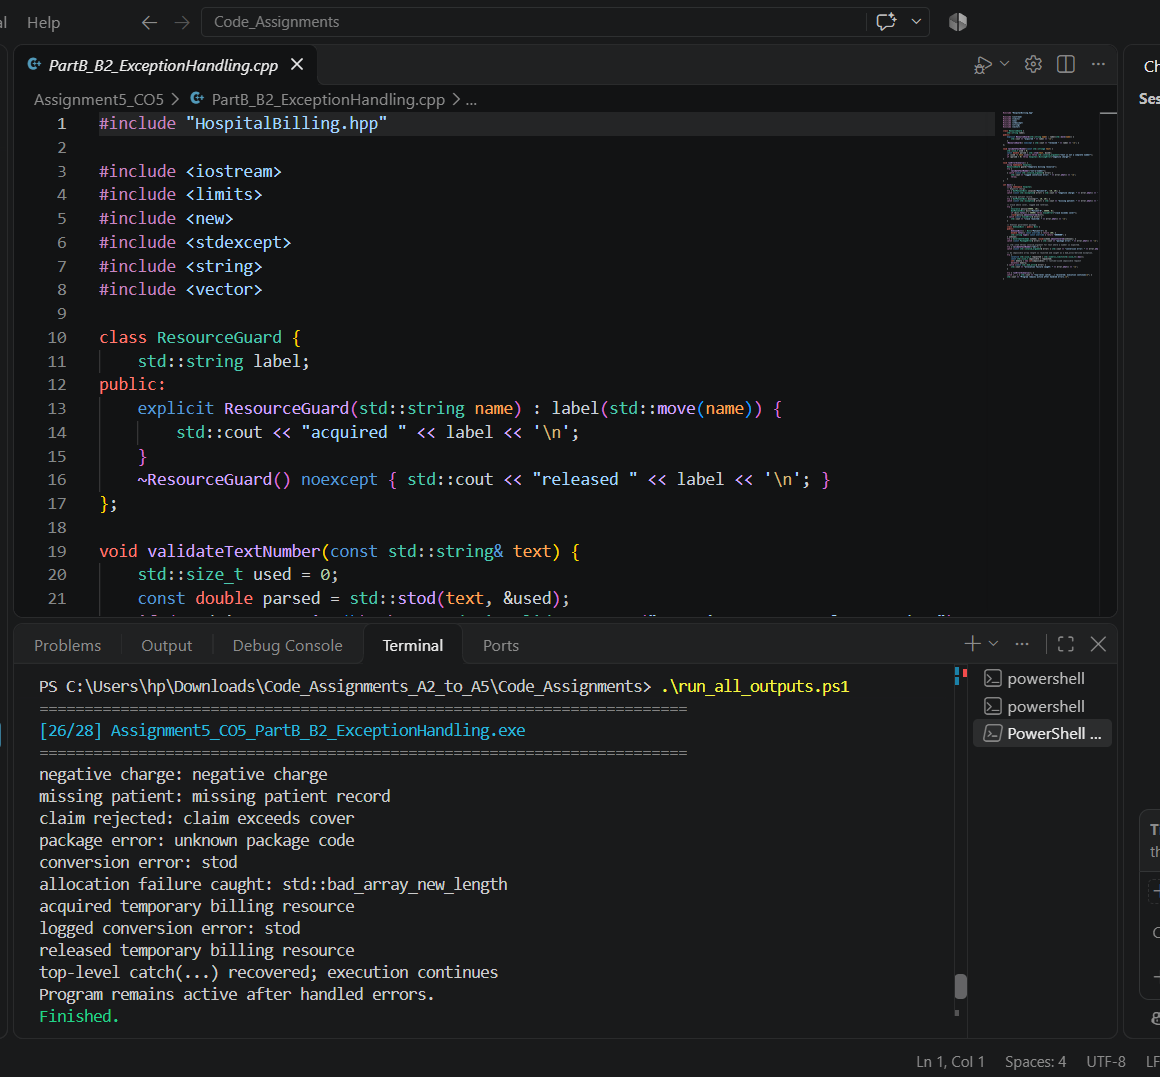 Help
Code_Assignments
PartB_B2_ExceptionHandling.cpp
Assignment5_CO5 > PartB_B2_ExceptionHandling.cpp > ...
1 #include "HospitalBilling.hpp"
2
3 #include <iostream>
4 #include <limits>
5 #include <new>
6 #include <stdexcept>
7 #include <string>
8 #include <vector>
9
10 class ResourceGuard {
11     std::string label;
12 public:
13     explicit ResourceGuard(std::string name) : label(std::move(name)) {
14         std::cout << "acquired " << label << '\n';
15     }
16     ~ResourceGuard() noexcept { std::cout << "released " << label << '\n'; }
17 };
18
19 void validateTextNumber(const std::string& text) {
20     std::size_t used = 0;
21     const double parsed = std::stod(text, &used);
Problems Output Debug Console Terminal Ports
PS C:\Users\hp\Downloads\Code_Assignments_A2_to_A5\Code_Assignments> .\run_all_outputs.ps1
========================================================================
[26/28] Assignment5_CO5_PartB_B2_ExceptionHandling.exe
========================================================================
negative charge: negative charge
missing patient: missing patient record
claim rejected: claim exceeds cover
package error: unknown package code
conversion error: stod
allocation failure caught: std::bad_array_new_length
acquired temporary billing resource
logged conversion error: stod
released temporary billing resource
top-level catch(...) recovered; execution continues
Program remains active after handled errors.
Finished.
powershell
powershell
PowerShell ...
Ln 1, Col 1 Spaces: 4 UTF-8 LF